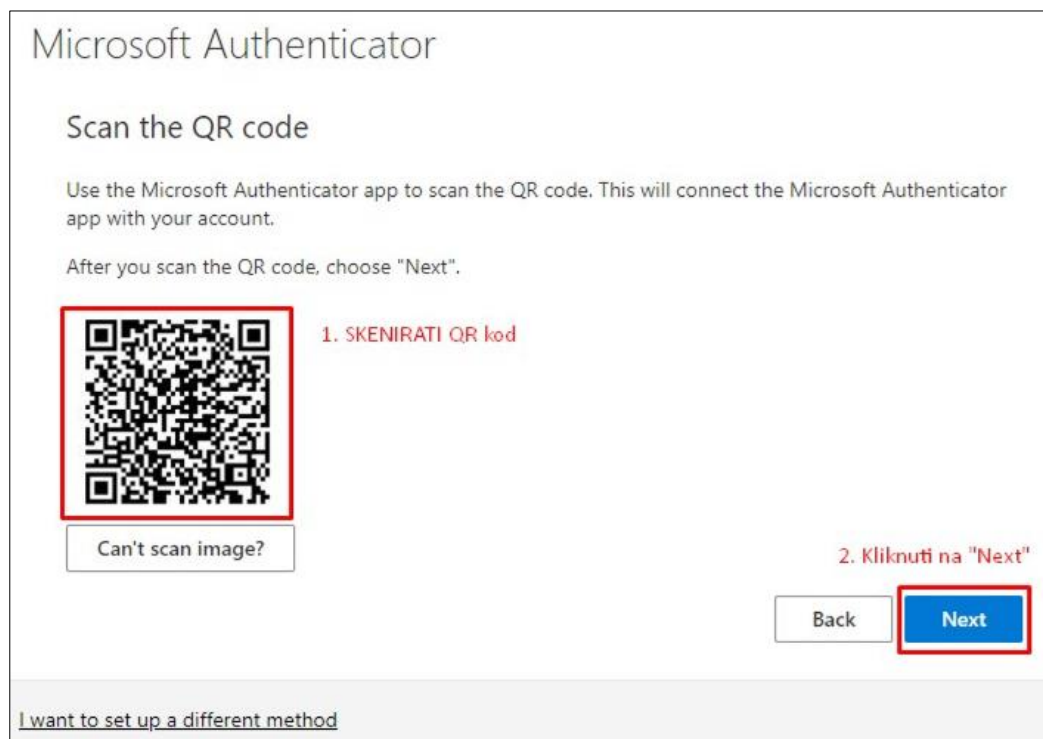 Microsoft Authenticator
Scan the QR code
Use the Microsoft Authenticator app to scan the QR code. This will connect the Microsoft Authenticator
app with your account.
After you scan the QR code, choose "Next".
1. SKENIRATI QR kod
Can't scan image?
2. Kliknuti na "Next"
Back
Next
I want to set up a different method